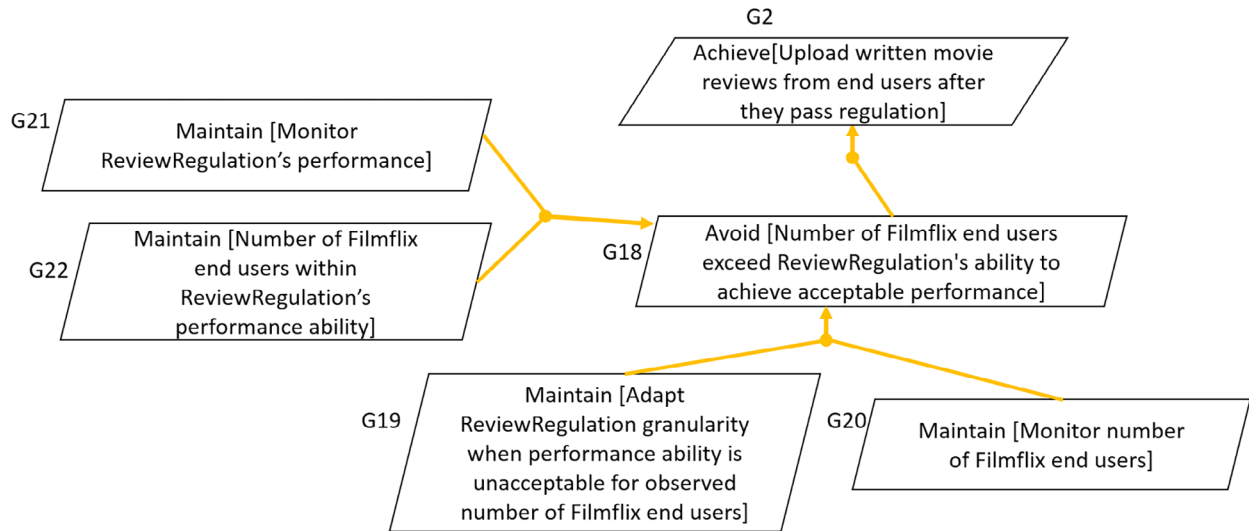 G2
Achieve[Upload written movie
reviews from end users after
they pass regulation]
G21
Maintain [Monitor
ReviewRegulation’s performance]
G22
Maintain [Number of Filmflix
end users within
ReviewRegulation’s
performance ability]
G18
Avoid [Number of Filmflix end users
exceed ReviewRegulation's ability to
achieve acceptable performance]
G19
Maintain [Adapt
ReviewRegulation granularity
when performance ability is
unacceptable for observed
number of Filmflix end users]
G20
Maintain [Monitor number
of Filmflix end users]